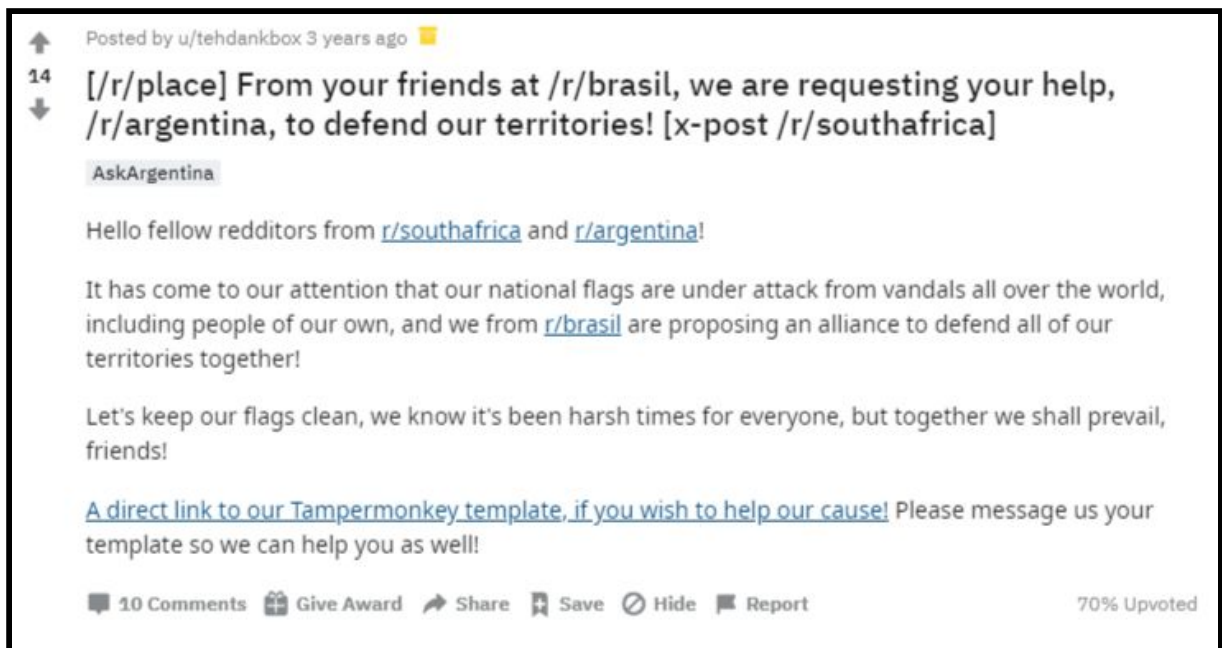 Posted by u/tehdankbox 3 years ago
14
[/r/place] From your friends at /r/brasil, we are requesting your help,
/r/argentina, to defend our territories! [x-post /r/southafrica]
AskArgentina
Hello fellow redditors from r/southafrica and r/argentina!
It has come to our attention that our national flags are under attack from vandals all over the world,
including people of our own, and we from r/brasil are proposing an alliance to defend all of our
territories together!
Let's keep our flags clean, we know it's been harsh times for everyone, but together we shall prevail,
friends!
A direct link to our Tampermonkey template, if you wish to help our cause! Please message us your
template so we can help you as well!
10 Comments Give Award Share Save Hide Report 70% Upvoted